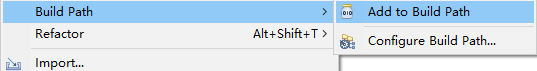 Build Path > Add to Build Path
Refactor Alt+Shift+T > Configure Build Path...
Import...